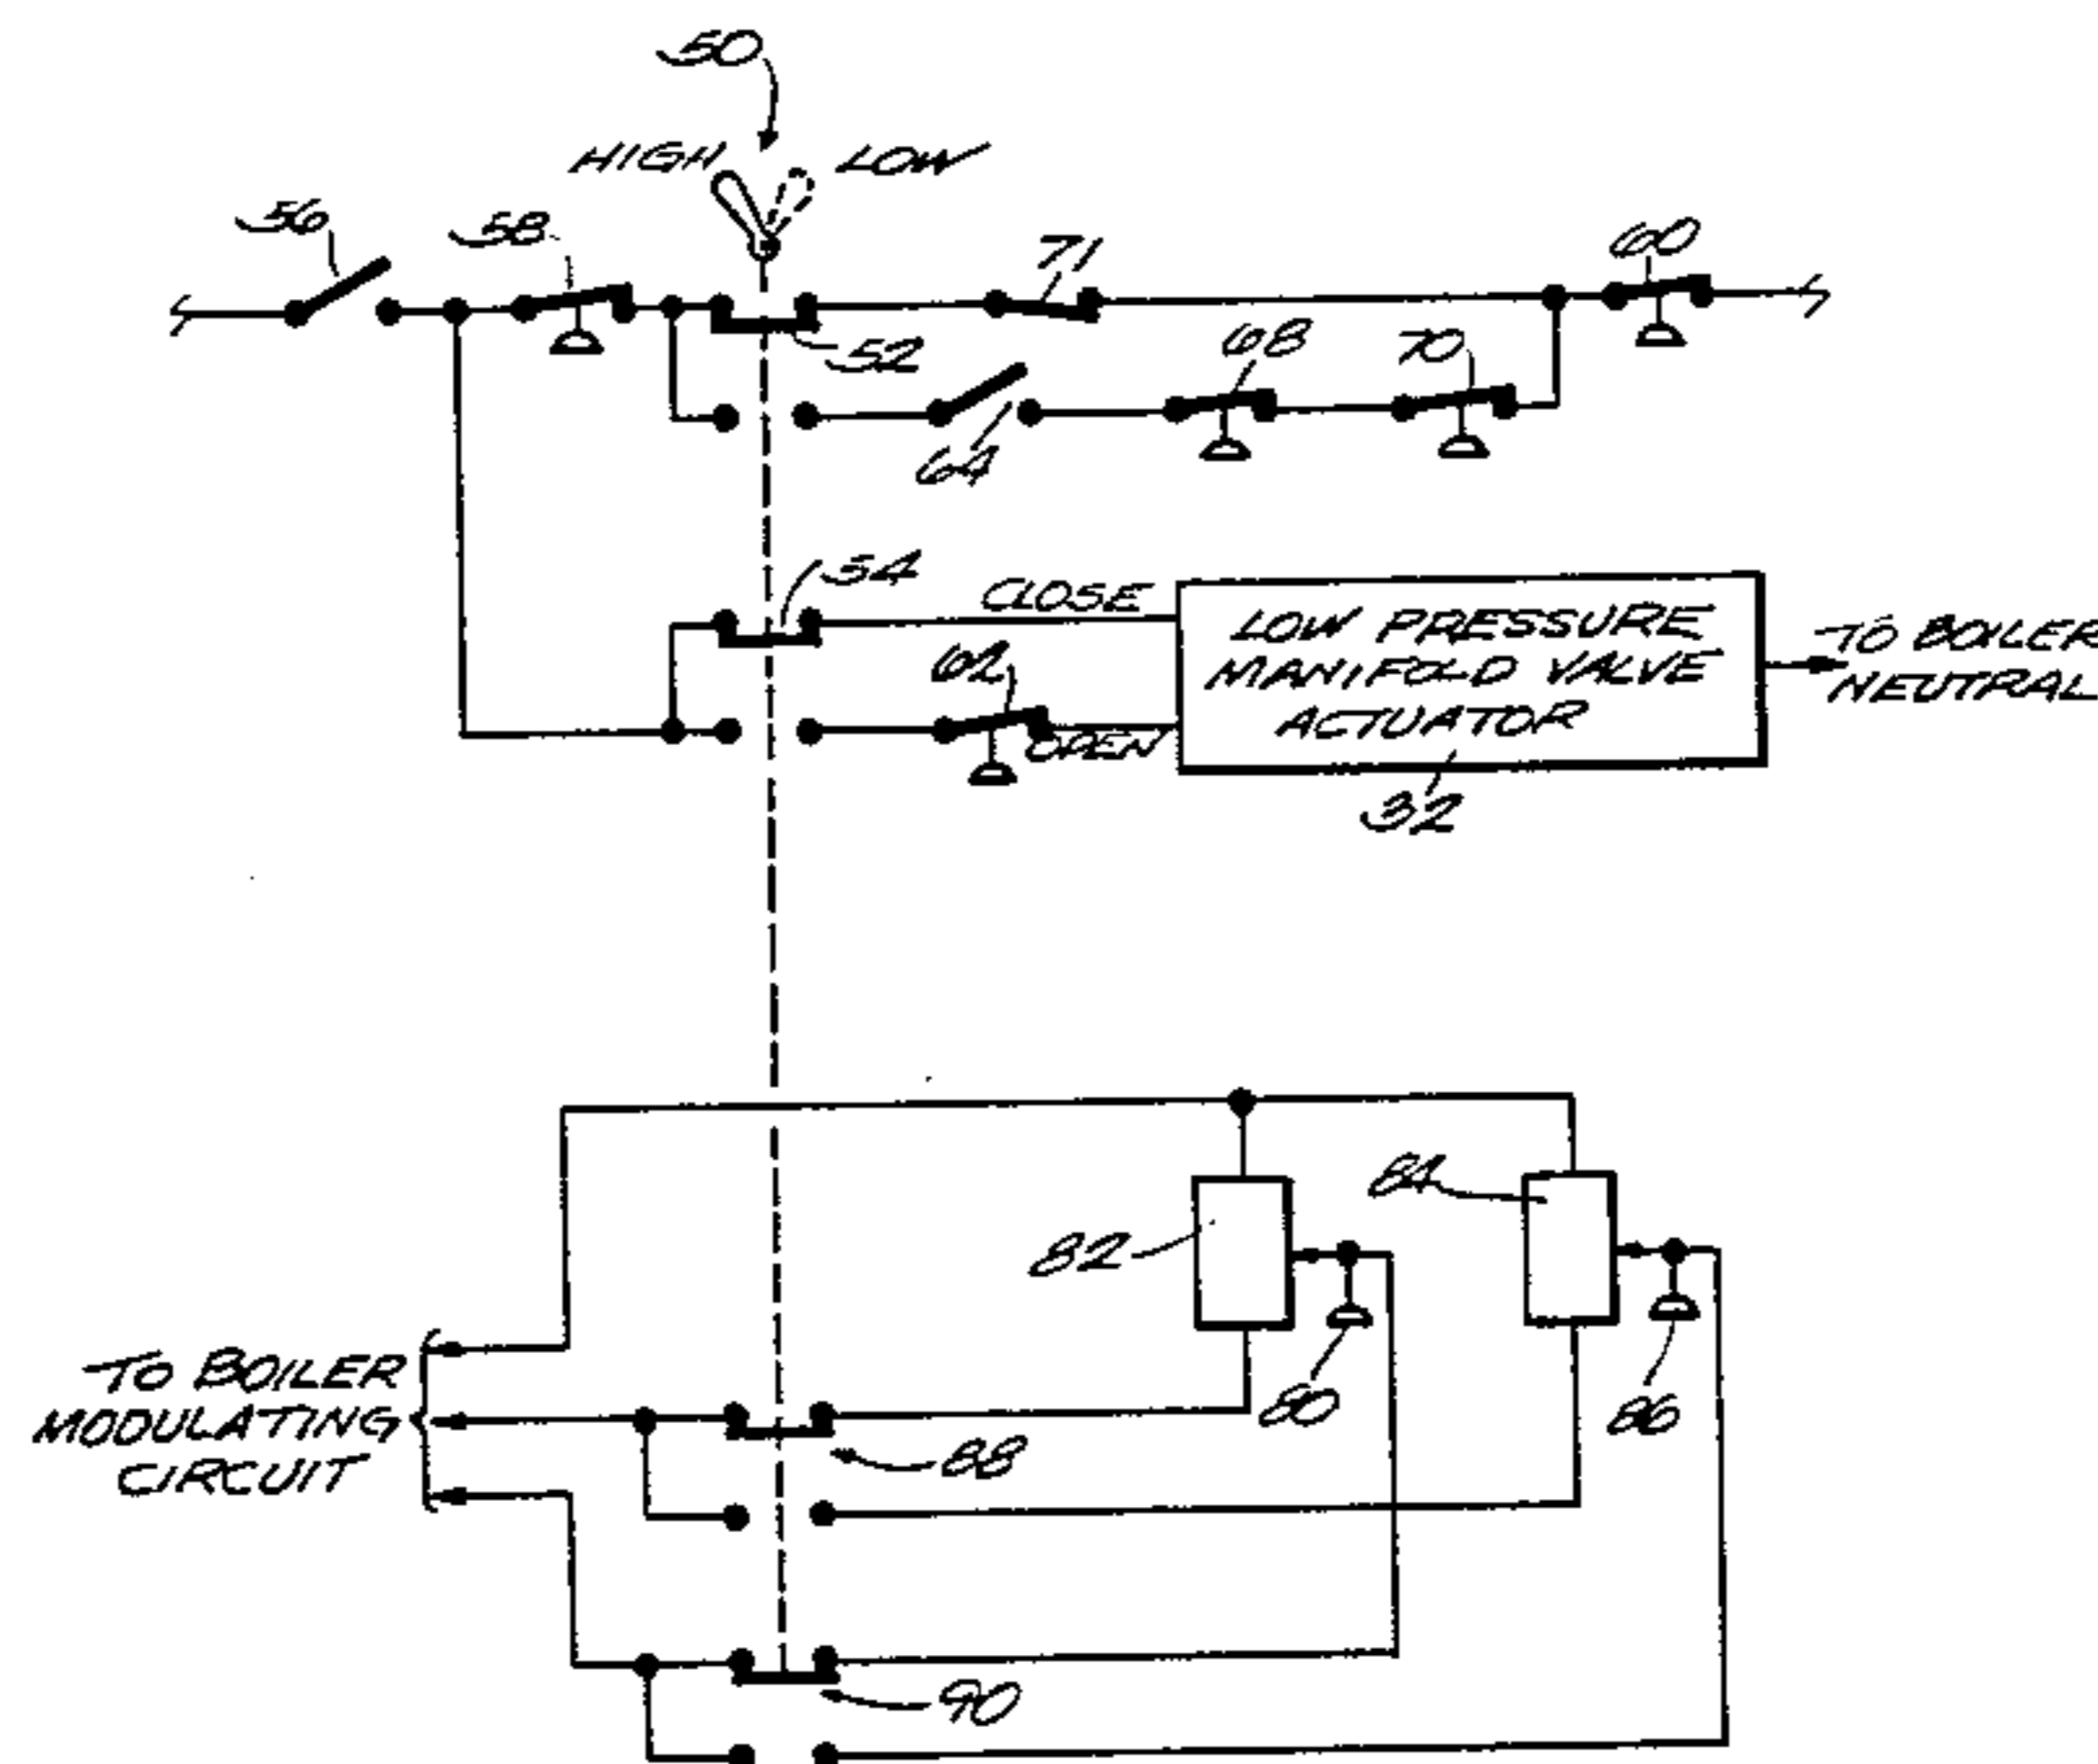 50
HIGH LOW
56
58
71
60
52
68
70
64
54
CLOSE
62
OPEN
LOW PRESSURE
MANIFOLD VALVE
ACTUATOR
TO BOILER
NEUTRAL
32
84
82
80
86
TO BOILER
MODULATING
CIRCUIT
88
90